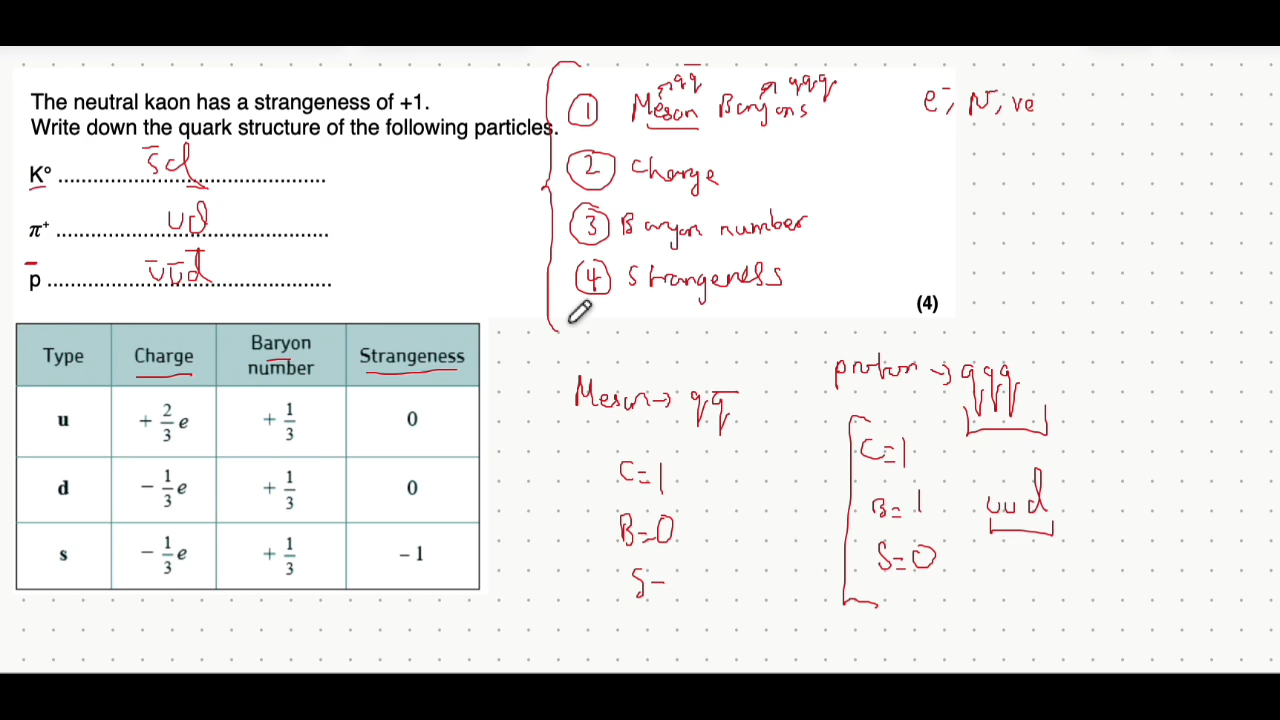 The neutral kaon has a strangeness of +1.
Write down the quark structure of the following particles.
K⁰ .................................................. s̄d
π⁺ .................................................. ud̄
p̄ .................................................. ūūd̄
(4)
qq̄ qqq
① Meson Baryons
② Charge
③ Baryon number
④ Strangeness
e⁻, N, ve
Type Charge Baryon number Strangeness
u +2/3 e +1/3 0
d −1/3 e +1/3 0
s −1/3 e +1/3 −1
Meson → qq̄
C=1
B=0
S=
proton → qqq
C=1
B=1
S=0
uud